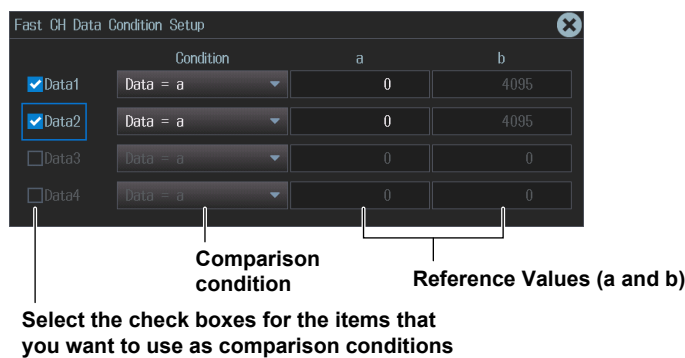 Fast CH Data Condition Setup
Condition a b
Data1 Data = a 0 4095
Data2 Data = a 0 4095
Data3 Data = a 0 0
Data4 Data = a 0 0
Comparison
condition
Reference Values (a and b)
Select the check boxes for the items that
you want to use as comparison conditions